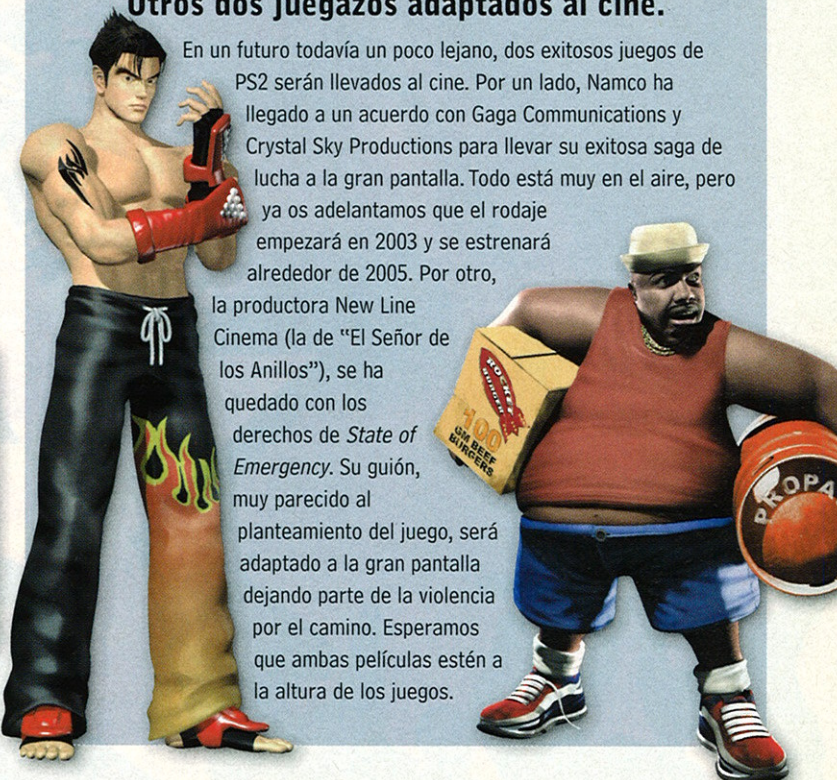 Otros dos juegazos adaptados al cine.
En un futuro todavía un poco lejano, dos exitosos juegos de
PS2 serán llevados al cine. Por un lado, Namco ha
llegado a un acuerdo con Gaga Communications y
Crystal Sky Productions para llevar su exitosa saga de
lucha a la gran pantalla. Todo está muy en el aire, pero
ya os adelantamos que el rodaje
empezará en 2003 y se estrenará
alrededor de 2005. Por otro,
la productora New Line
Cinema (la de "El Señor de
los Anillos"), se ha
quedado con los
derechos de State of
Emergency. Su guión,
muy parecido al
planteamiento del juego, será
adaptado a la gran pantalla
dejando parte de la violencia
por el camino. Esperamos
que ambas películas estén a
la altura de los juegos.
ROCKET
BURGER
100
GM BEEF
BURGERS
PROPA